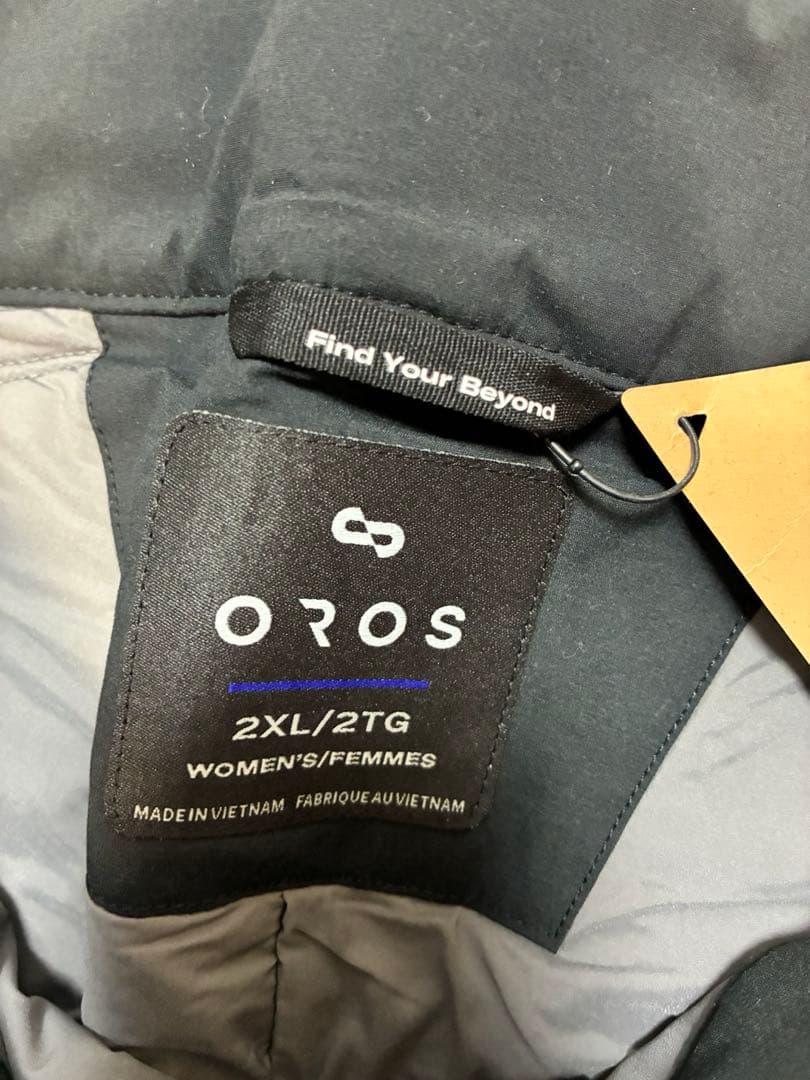 Find Your Beyond
OROS
2XL/2TG
WOMEN'S/FEMMES
MADE IN VIETNAM FABRIQUE AU VIETNAM